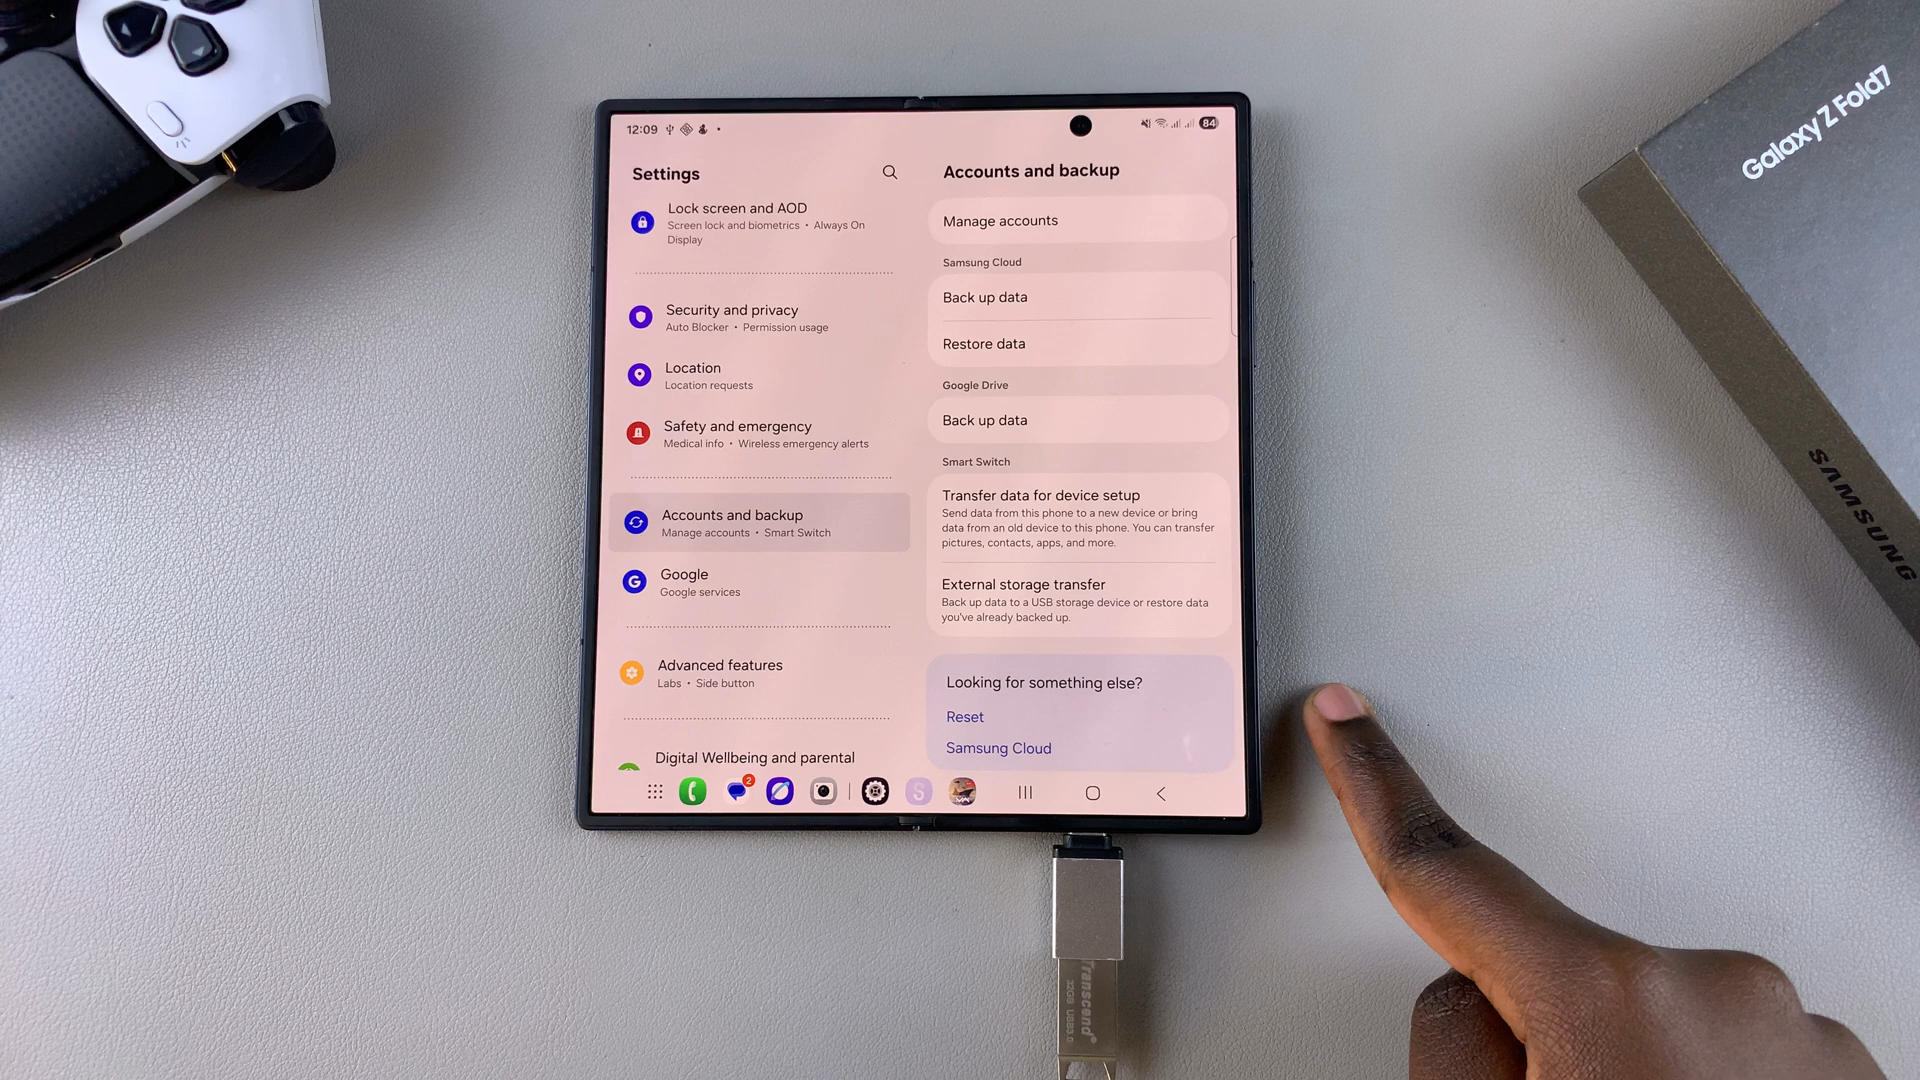 12:09
84
Settings
Lock screen and AOD
Screen lock and biometrics • Always On
Display
Security and privacy
Auto Blocker • Permission usage
Location
Location requests
Safety and emergency
Medical info • Wireless emergency alerts
Accounts and backup
Manage accounts • Smart Switch
Google
Google services
Advanced features
Labs • Side button
Digital Wellbeing and parental
2
Accounts and backup
Manage accounts
Samsung Cloud
Back up data
Restore data
Google Drive
Back up data
Smart Switch
Transfer data for device setup
Send data from this phone to a new device or bring
data from an old device to this phone. You can transfer
pictures, contacts, apps, and more.
External storage transfer
Back up data to a USB storage device or restore data
you've already backed up.
Looking for something else?
Reset
Samsung Cloud
Galaxy Z Fold7
SAMSUNG
Transcend
32GB USB3.0